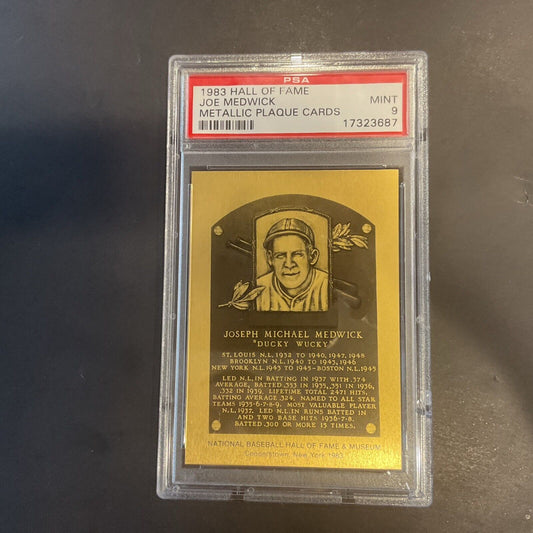 PSA
1983 HALL OF FAME
JOE MEDWICK MINT
METALLIC PLAQUE CARDS 9
17323687
JOSEPH MICHAEL MEDWICK
"DUCKY WUCKY"
ST. LOUIS N.L. 1932 TO 1940, 1947, 1948
BROOKLYN N.L. 1940 TO 1943, 1946
NEW YORK N.L. 1943 TO 1945-BOSTON N.L. 1945
LED N.L. IN BATTING IN 1937 WITH .374
AVERAGE, BATTED .353 IN 1935, .351 IN 1936,
.332 IN 1939. LIFETIME TOTAL 2471 HITS,
BATTING AVERAGE .324. NAMED TO ALL STAR
TEAMS 1935-6-7-8-9. MOST VALUABLE PLAYER
N.L. 1937. LED N.L. IN RUNS BATTED IN
AND TWO BASE HITS 1936-7-8.
BATTED .300 OR MORE 15 TIMES.
NATIONAL BASEBALL HALL OF FAME & MUSEUM
Cooperstown, New York 1983